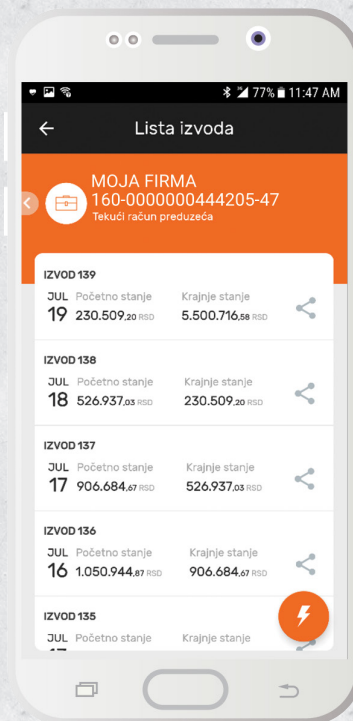 77% 11:47 AM
Lista izvoda
MOJA FIRMA
160-0000000444205-47
Tekući račun preduzeća
IZVOD 139
JUL Početno stanje Krajnje stanje
19 230.509,20 RSD 5.500.716,58 RSD
IZVOD 138
JUL Početno stanje Krajnje stanje
18 526.937,03 RSD 230.509,20 RSD
IZVOD 137
JUL Početno stanje Krajnje stanje
17 906.684,67 RSD 526.937,03 RSD
IZVOD 136
JUL Početno stanje Krajnje stanje
16 1.050.944,87 RSD 906.684,67 RSD
IZVOD 135
JUL Početno stanje Krajnje stanje